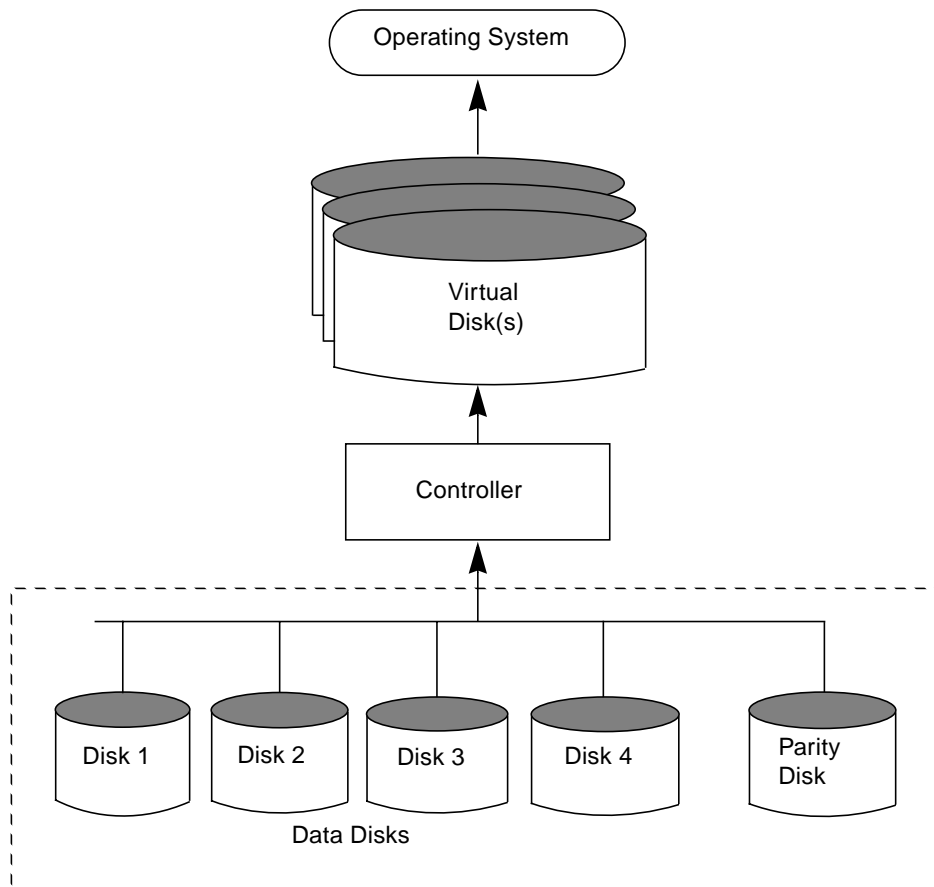 Operating System
Virtual
Disk(s)
Controller
Disk 1
Disk 2
Disk 3
Disk 4
Parity
Disk
Data Disks